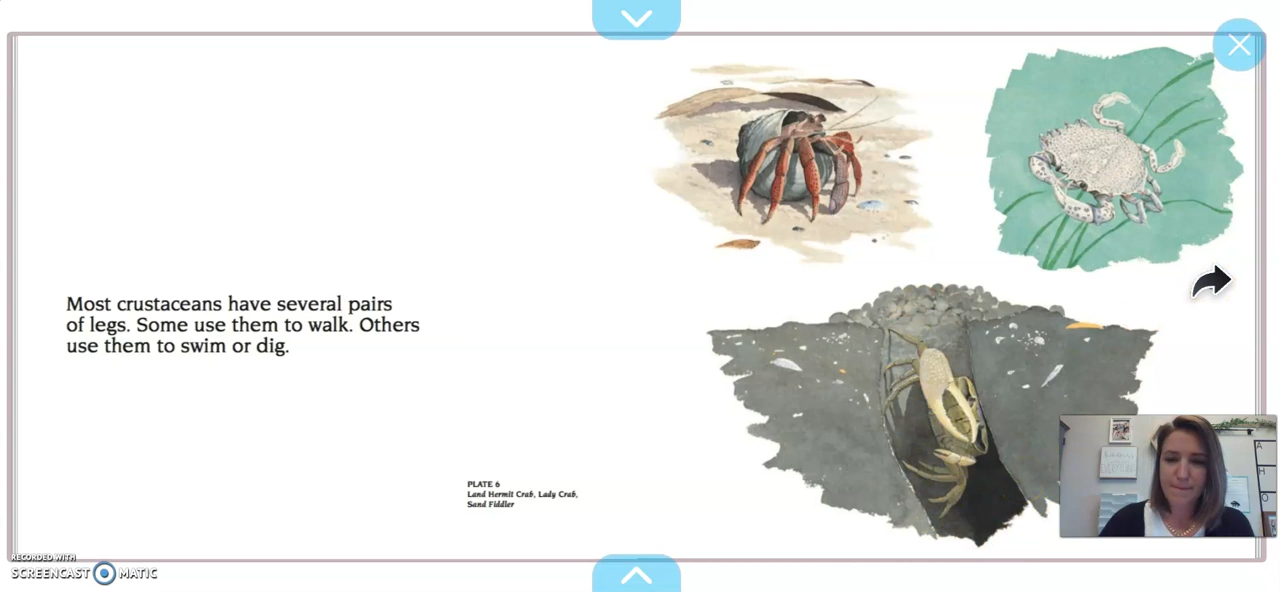 Most crustaceans have several pairs
of legs. Some use them to walk. Others
use them to swim or dig.
PLATE 6
Land Hermit Crab, Lady Crab,
Sand Fiddler
A
H
O
RECORDED WITH
SCREENCAST MATIC